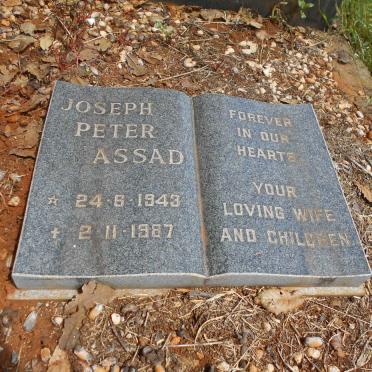 JOSEPH
PETER
ASSAD
☆ 24·8·1943
✝ 2·11·1987
FOREVER
IN OUR
HEARTS
YOUR
LOVING WIFE
AND CHILDREN